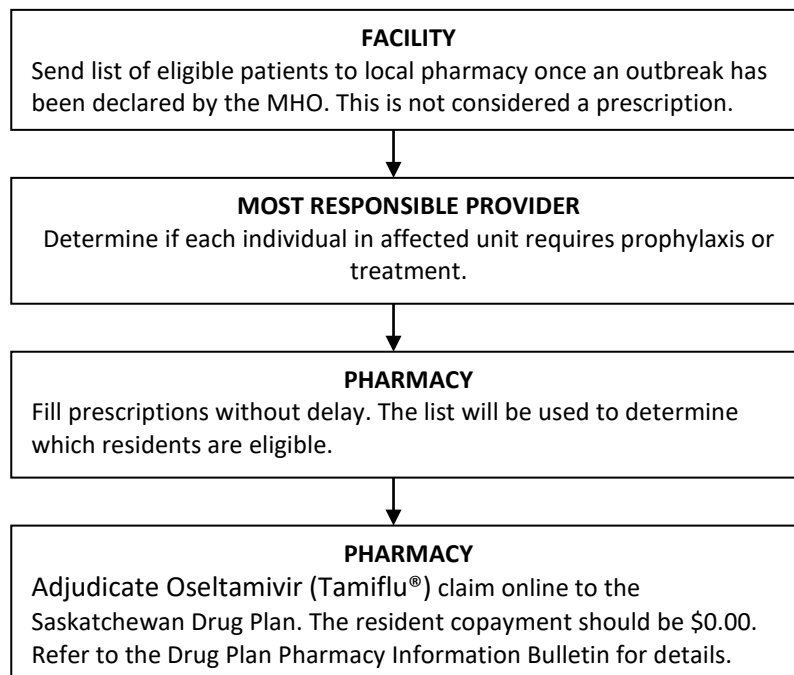 FACILITY
Send list of eligible patients to local pharmacy once an outbreak has
been declared by the MHO. This is not considered a prescription.
MOST RESPONSIBLE PROVIDER
Determine if each individual in affected unit requires prophylaxis or
treatment.
PHARMACY
Fill prescriptions without delay. The list will be used to determine
which residents are eligible.
PHARMACY
Adjudicate Oseltamivir (Tamiflu®) claim online to the
Saskatchewan Drug Plan. The resident copayment should be $0.00.
Refer to the Drug Plan Pharmacy Information Bulletin for details.